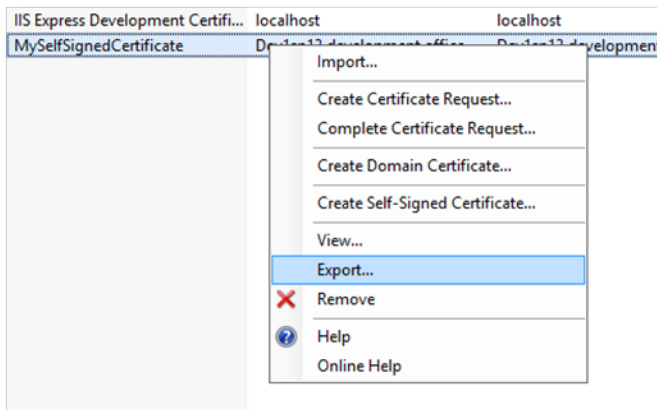 IIS Express Development Certifi... localhost localhost
MySelfSignedCertificate
Import...
Create Certificate Request...
Complete Certificate Request...
Create Domain Certificate...
Create Self-Signed Certificate...
View...
Export...
Remove
Help
Online Help